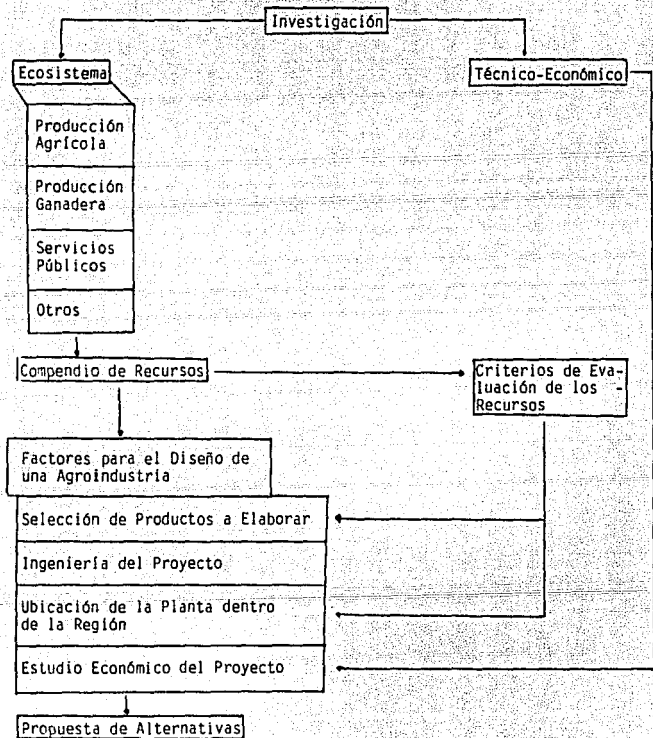 Investigación
Ecosistema
Técnico-Económico
Producción
Agrícola
Producción
Ganadera
Servicios
Públicos
Otros
Compendio de Recursos
Criterios de Eva-
luación de los -
Recursos
Factores para el Diseño de
una Agroindustria
Selección de Productos a Elaborar
Ingeniería del Proyecto
Ubicación de la Planta dentro
de la Región
Estudio Económico del Proyecto
Propuesta de Alternativas